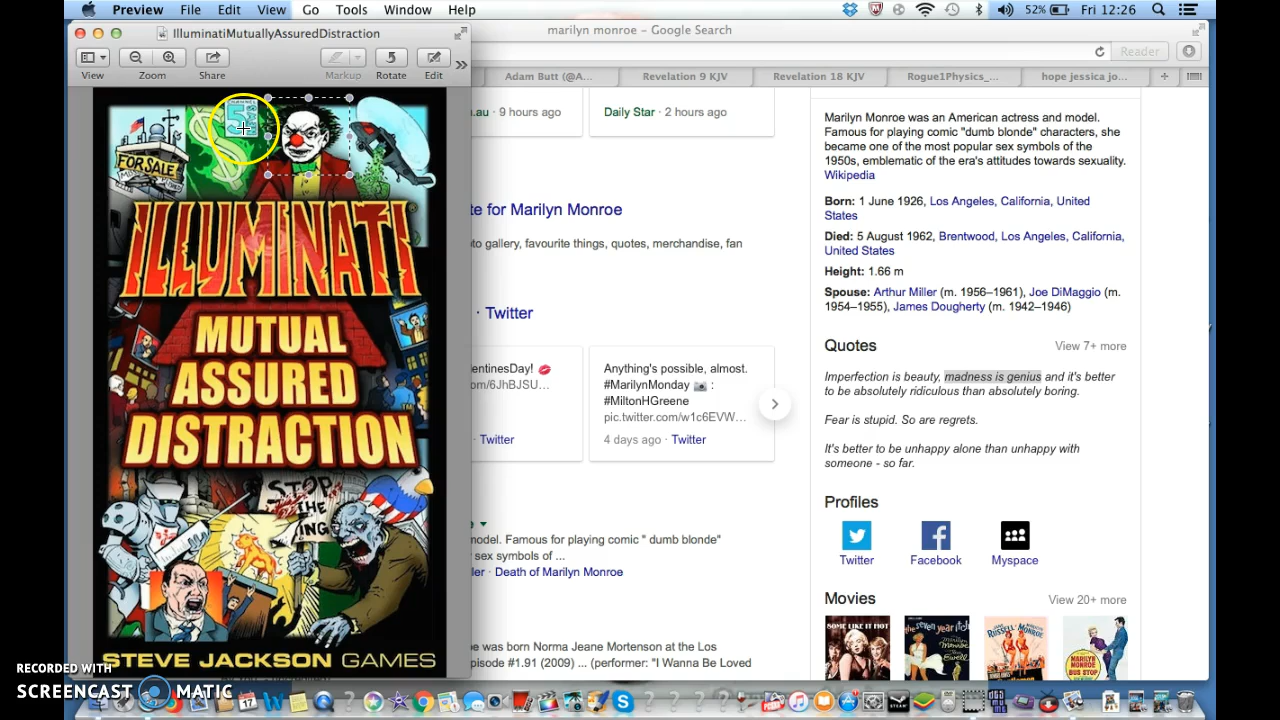 Preview File Edit View Go Tools Window Help
52% Fri 12:26
IlluminatiMutuallyAssuredDistraction
View Zoom Share Markup Rotate Edit
marilyn monroe – Google Search
Reader
Adam Butt (@A... Revelation 9 KJV Revelation 18 KJV Rogue1Physics_... hope jessica jo...
.au · 9 hours ago
Daily Star · 2 hours ago
te for Marilyn Monroe
oto gallery, favourite things, quotes, merchandise, fan
· Twitter
entinesDay!
om/6JhBJSU...
· Twitter
Anything's possible, almost.
#MarilynMonday :
#MiltonHGreene
pic.twitter.com/w1c6EVW...
4 days ago · Twitter
model. Famous for playing comic " dumb blonde"
sex symbols of ...
ler · Death of Marilyn Monroe
be was born Norma Jeane Mortenson at the Los
pisode #1.91 (2009) ... (performer: "I Wanna Be Loved
Marilyn Monroe was an American actress and model.
Famous for playing comic "dumb blonde" characters, she
became one of the most popular sex symbols of the
1950s, emblematic of the era's attitudes towards sexuality.
Wikipedia
Born: 1 June 1926, Los Angeles, California, United
States
Died: 5 August 1962, Brentwood, Los Angeles, California,
United States
Height: 1.66 m
Spouse: Arthur Miller (m. 1956–1961), Joe DiMaggio (m.
1954–1955), James Dougherty (m. 1942–1946)
Quotes View 7+ more
Imperfection is beauty, madness is genius and it's better
to be absolutely ridiculous than absolutely boring.
Fear is stupid. So are regrets.
It's better to be unhappy alone than unhappy with
someone - so far.
Profiles
Twitter Facebook Myspace
Movies View 20+ more
SOME LIKE IT HOT
FOR SALE
ILLUMINATI®
MUTUAL
ASSURED
DISTRACTION
STOP
THE
ING
STEVE JACKSON GAMES
RECORDED WITH
SCREENCAST MATIC